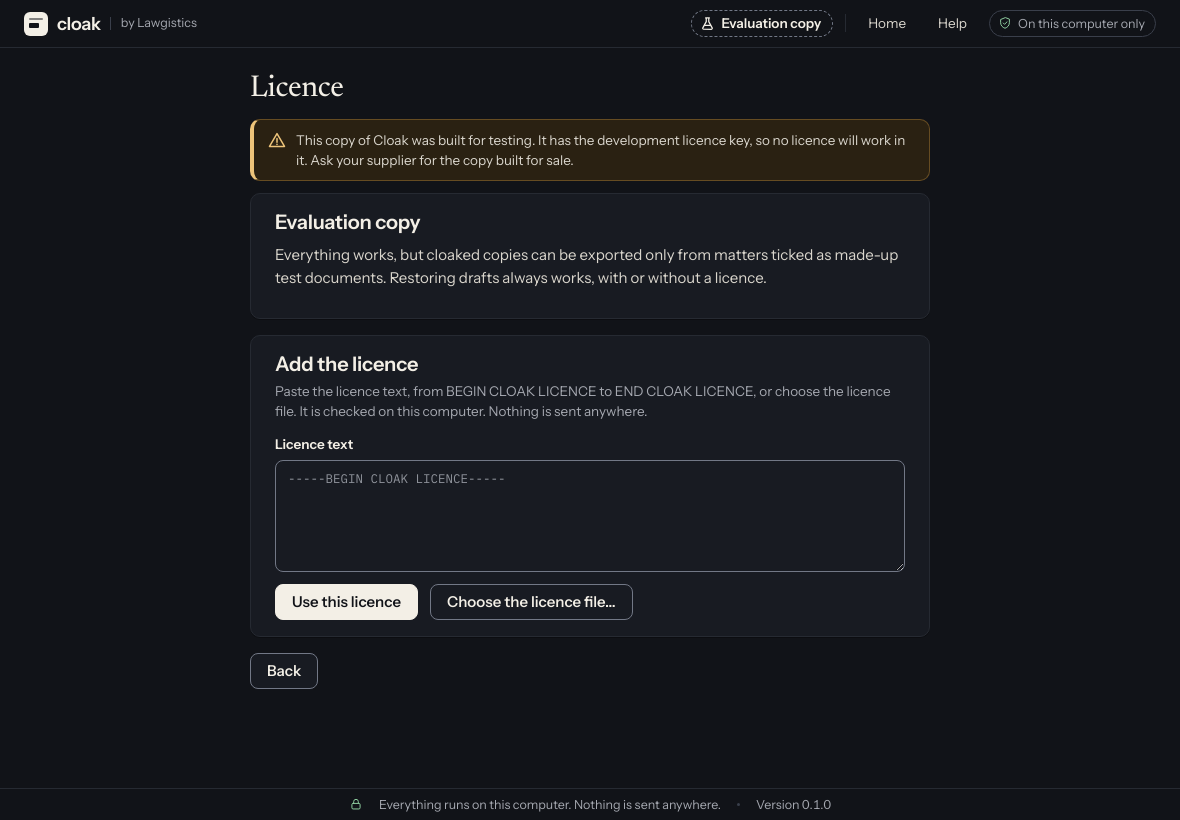 cloak
by Lawgistics
Evaluation copy
Home
Help
On this computer only
Licence
This copy of Cloak was built for testing. It has the development licence key, so no licence will work in
it. Ask your supplier for the copy built for sale.
Evaluation copy
Everything works, but cloaked copies can be exported only from matters ticked as made-up
test documents. Restoring drafts always works, with or without a licence.
Add the licence
Paste the licence text, from BEGIN CLOAK LICENCE to END CLOAK LICENCE, or choose the licence
file. It is checked on this computer. Nothing is sent anywhere.
Licence text
-----BEGIN CLOAK LICENCE-----
Use this licence
Choose the licence file...
Back
Everything runs on this computer. Nothing is sent anywhere.
Version 0.1.0